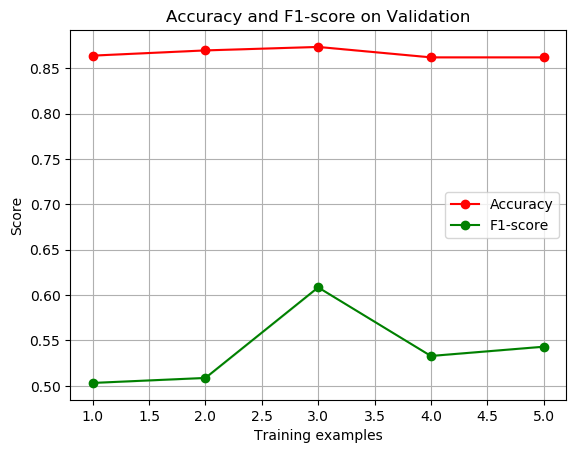 Accuracy and F1-score on Validation
Score
0.85
0.80
0.75
0.70
0.65
0.60
0.55
0.50
Accuracy
F1-score
1.0 1.5 2.0 2.5 3.0 3.5 4.0 4.5 5.0
Training examples